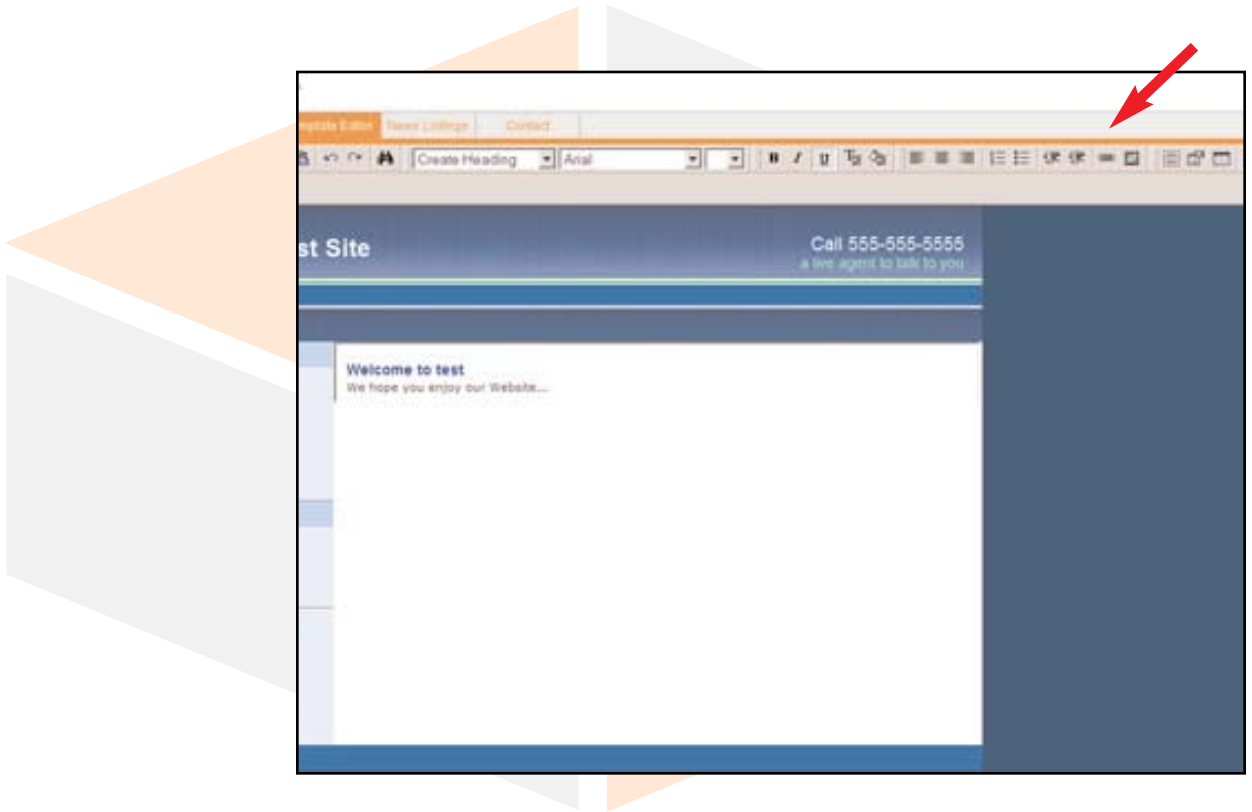 Template Editor News Listings Contact
Create Heading Arial B I U
st Site
Call 555-555-5555
a live agent to talk to you
Welcome to test
We hope you enjoy our Website...